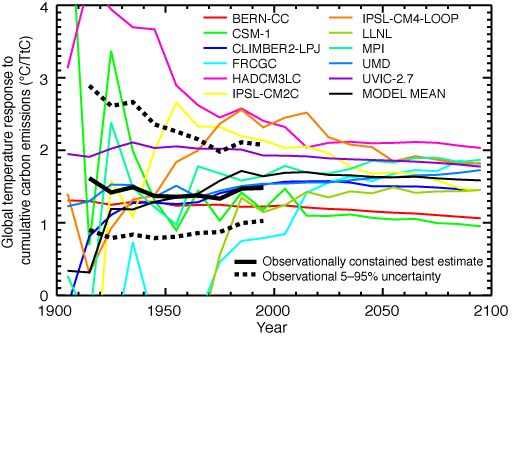 Global temperature response to
cumulative carbon emissions (°C/TtC)
4
3
2
1
0
BERN-CC
CSM-1
CLIMBER2-LPJ
FRCGC
HADCM3LC
IPSL-CM2C
IPSL-CM4-LOOP
LLNL
MPI
UMD
UVIC-2.7
MODEL MEAN
Observationally constained best estimate
Observational 5–95% uncertainty
1900 1950 2000 2050 2100
Year